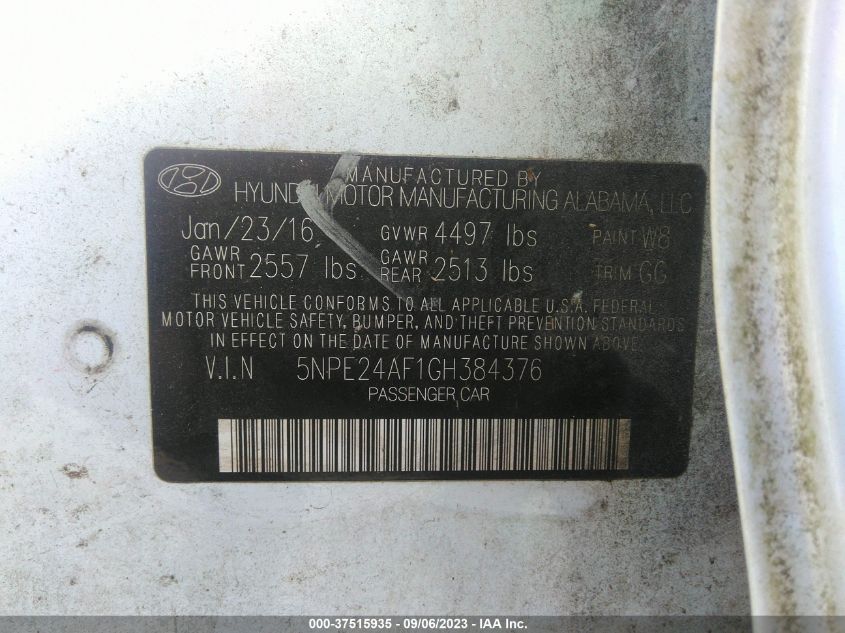 MANUFACTURED BY
HYUNDAI MOTOR MANUFACTURING ALABAMA, LLC
Jan/23/16 GVWR 4497 lbs PAINT W8
GAWR FRONT 2557 lbs GAWR REAR 2513 lbs TRIM GG
THIS VEHICLE CONFORMS TO ALL APPLICABLE U.S.A. FEDERAL
MOTOR VEHICLE SAFETY, BUMPER, AND THEFT PREVENTION STANDARDS
IN EFFECT ON THE DATE OF MANUFACTURE SHOWN ABOVE.
V.I.N 5NPE24AF1GH384376
PASSENGER CAR
100% ------37515935 - 09/06/2023 - IAA Inc.